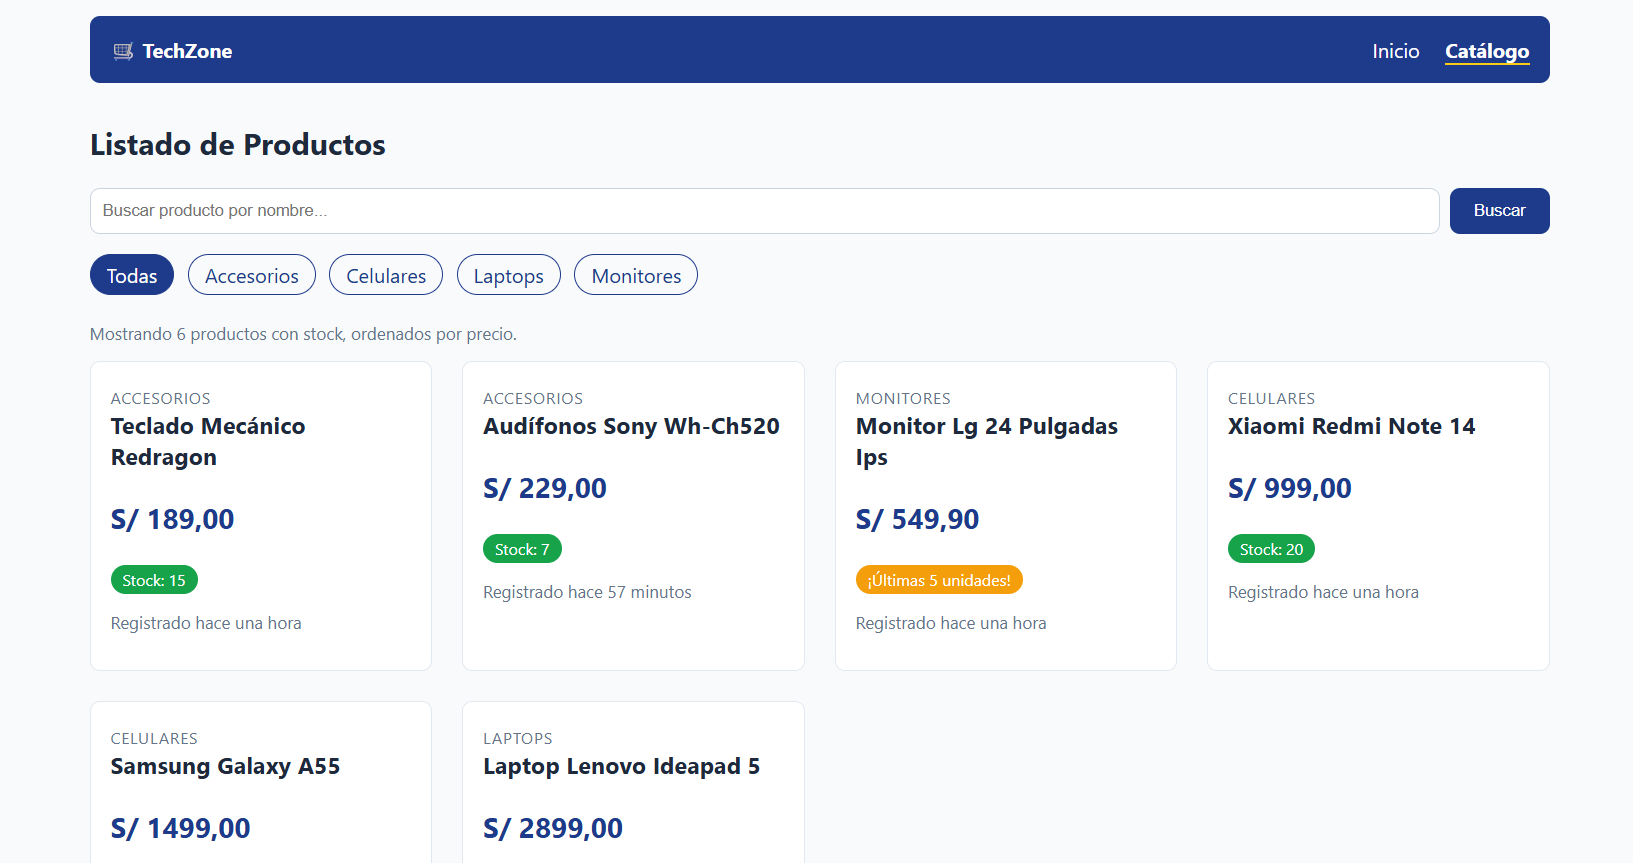 TechZone
Inicio
Catálogo
Listado de Productos
Buscar producto por nombre...
Buscar
Todas
Accesorios
Celulares
Laptops
Monitores
Mostrando 6 productos con stock, ordenados por precio.
ACCESORIOS
Teclado Mecánico
Redragon
S/ 189,00
Stock: 15
Registrado hace una hora
ACCESORIOS
Audífonos Sony Wh-Ch520
S/ 229,00
Stock: 7
Registrado hace 57 minutos
MONITORES
Monitor Lg 24 Pulgadas
Ips
S/ 549,90
¡Últimas 5 unidades!
Registrado hace una hora
CELULARES
Xiaomi Redmi Note 14
S/ 999,00
Stock: 20
Registrado hace una hora
CELULARES
Samsung Galaxy A55
S/ 1499,00
LAPTOPS
Laptop Lenovo Ideapad 5
S/ 2899,00